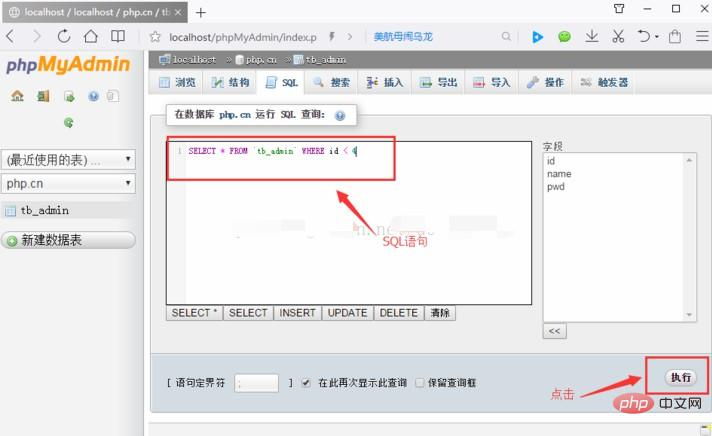 localhost / localhost / php.cn / tb
localhost/phpMyAdmin/index.p
美航母闹乌龙
phpMyAdmin
localhost » php.cn » tb_admin
浏览 结构 SQL 搜索 插入 导出 导入 操作 触发器
在数据库 php.cn 运行 SQL 查询:
1 SELECT * FROM `tb_admin` WHERE id < 4
字段
id
name
pwd
(最近使用的表) ...
php.cn
tb_admin
新建数据表
SQL语句
SELECT * SELECT INSERT UPDATE DELETE 清除
<<
[ 语句定界符 ; ] 在此再次显示此查询 保留查询框
执行
点击
php 中文网